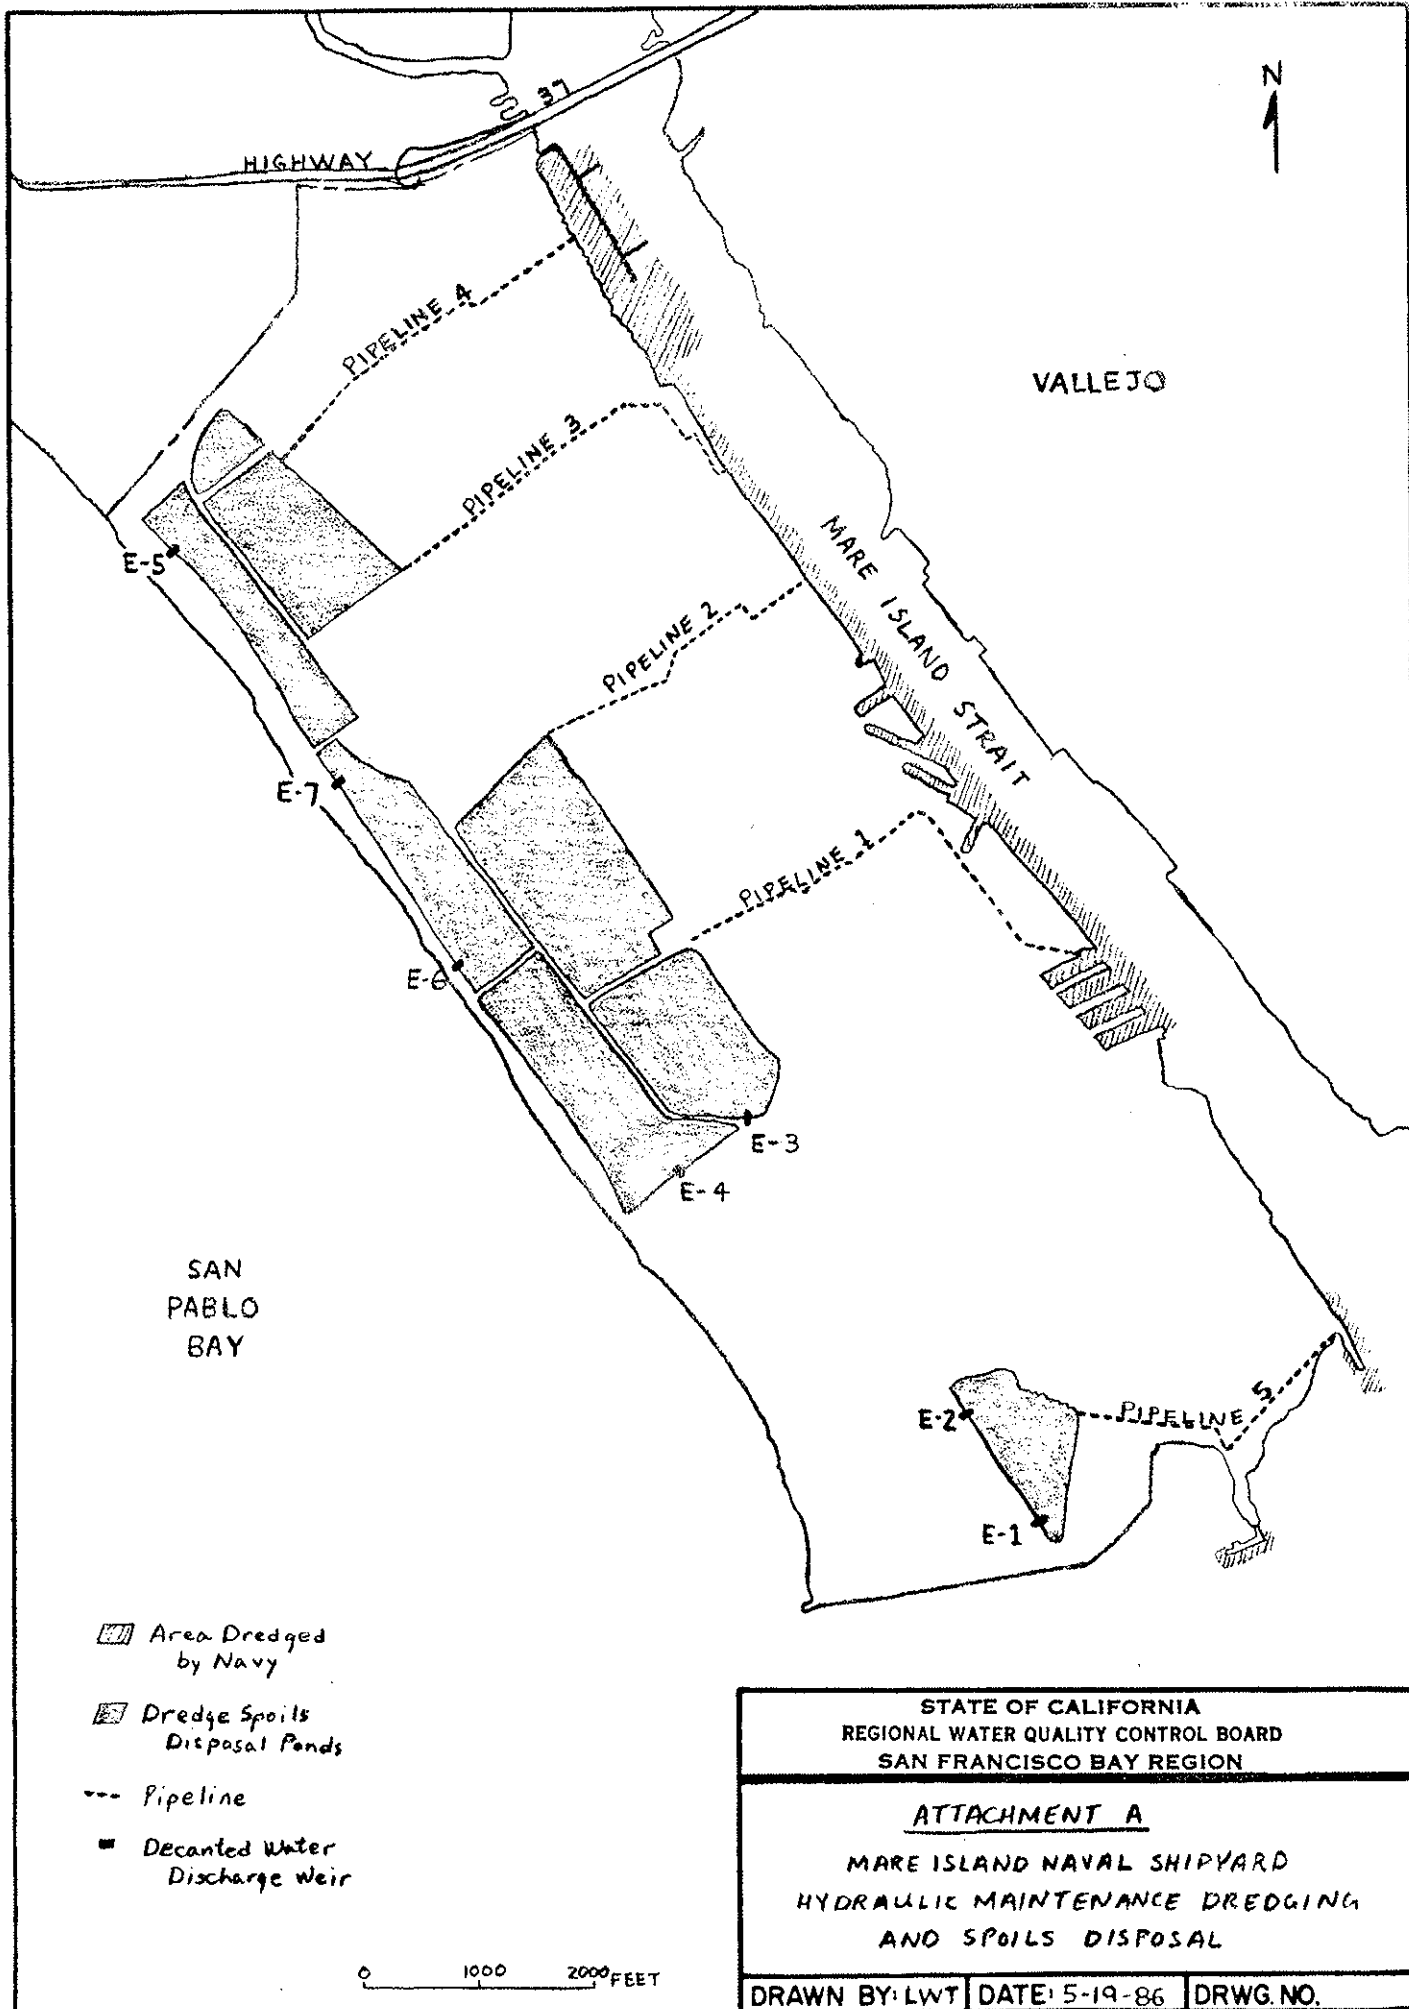 N
37
HIGHWAY
PIPELINE 4
VALLEJO
PIPELINE 3
MARE ISLAND STRAIT
E-5
PIPELINE 2
E-7
PIPELINE 1
E-6
E-3
E-4
SAN
PABLO
BAY
E-2
PIPELINE 5
E-1
Area Dredged
by Navy
Dredge Spoils
Disposal Ponds
Pipeline
Decanted Water
Discharge Weir
0 1000 2000 FEET
STATE OF CALIFORNIA
REGIONAL WATER QUALITY CONTROL BOARD
SAN FRANCISCO BAY REGION
ATTACHMENT A
MARE ISLAND NAVAL SHIPYARD
HYDRAULIC MAINTENANCE DREDGING
AND SPOILS DISPOSAL
DRAWN BY: LWT DATE: 5-19-86 DRWG. NO.